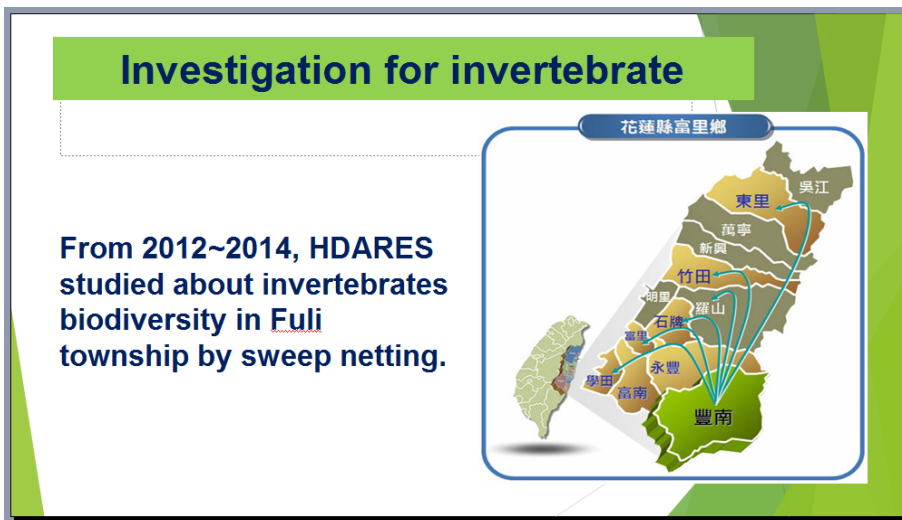 Investigation for invertebrate
花蓮縣富里鄉
From 2012~2014, HDARES
studied about invertebrates
biodiversity in Fuli
township by sweep netting.
吳江
東里
萬寧
新興
竹田
明里
羅山
石牌
富里
永豐
學田
富南
豐南